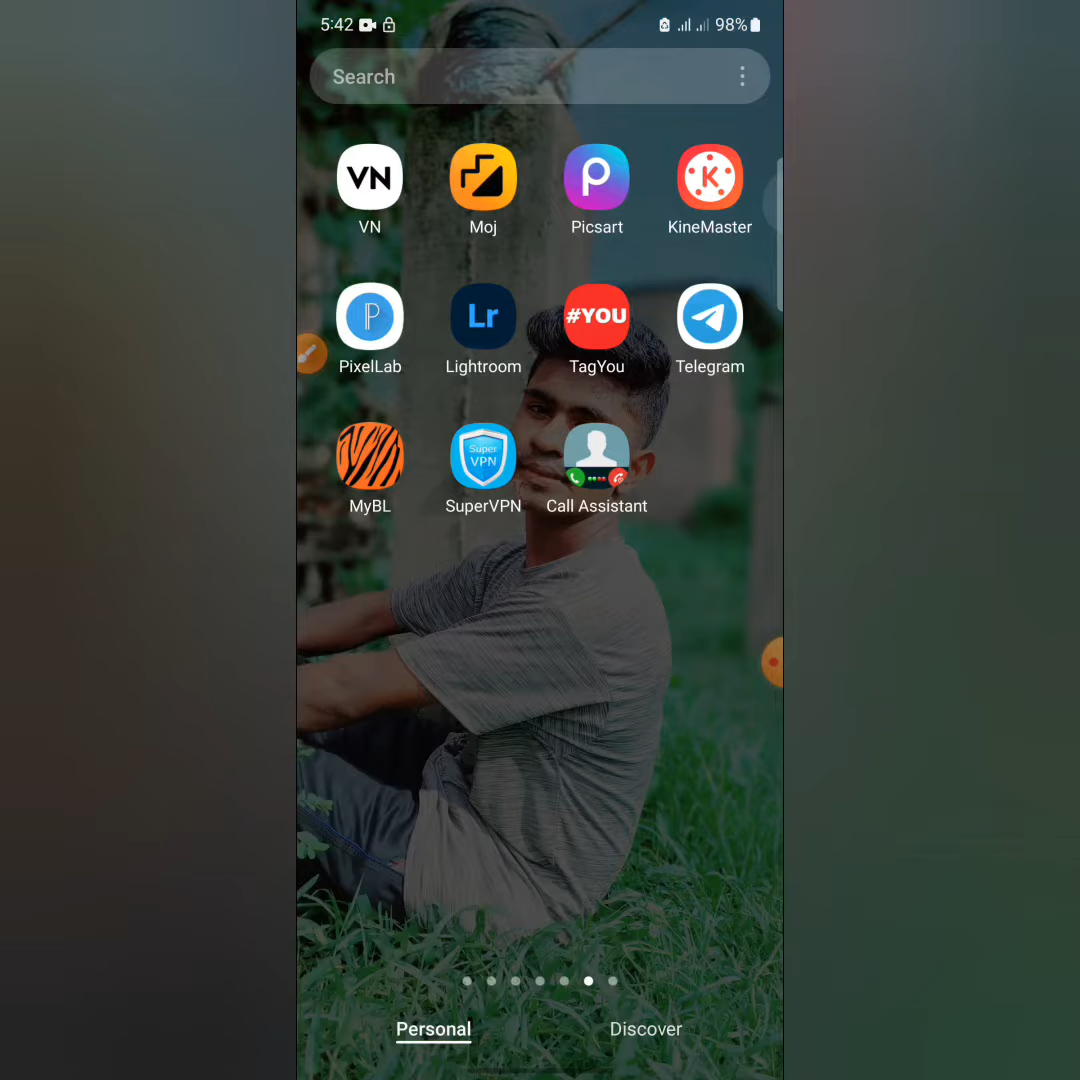 5:42 98%
Search
VN
VN Moj Picsart KineMaster
Lr #YOU
PixelLab Lightroom TagYou Telegram
Super
VPN
MyBL SuperVPN Call Assistant
Personal Discover